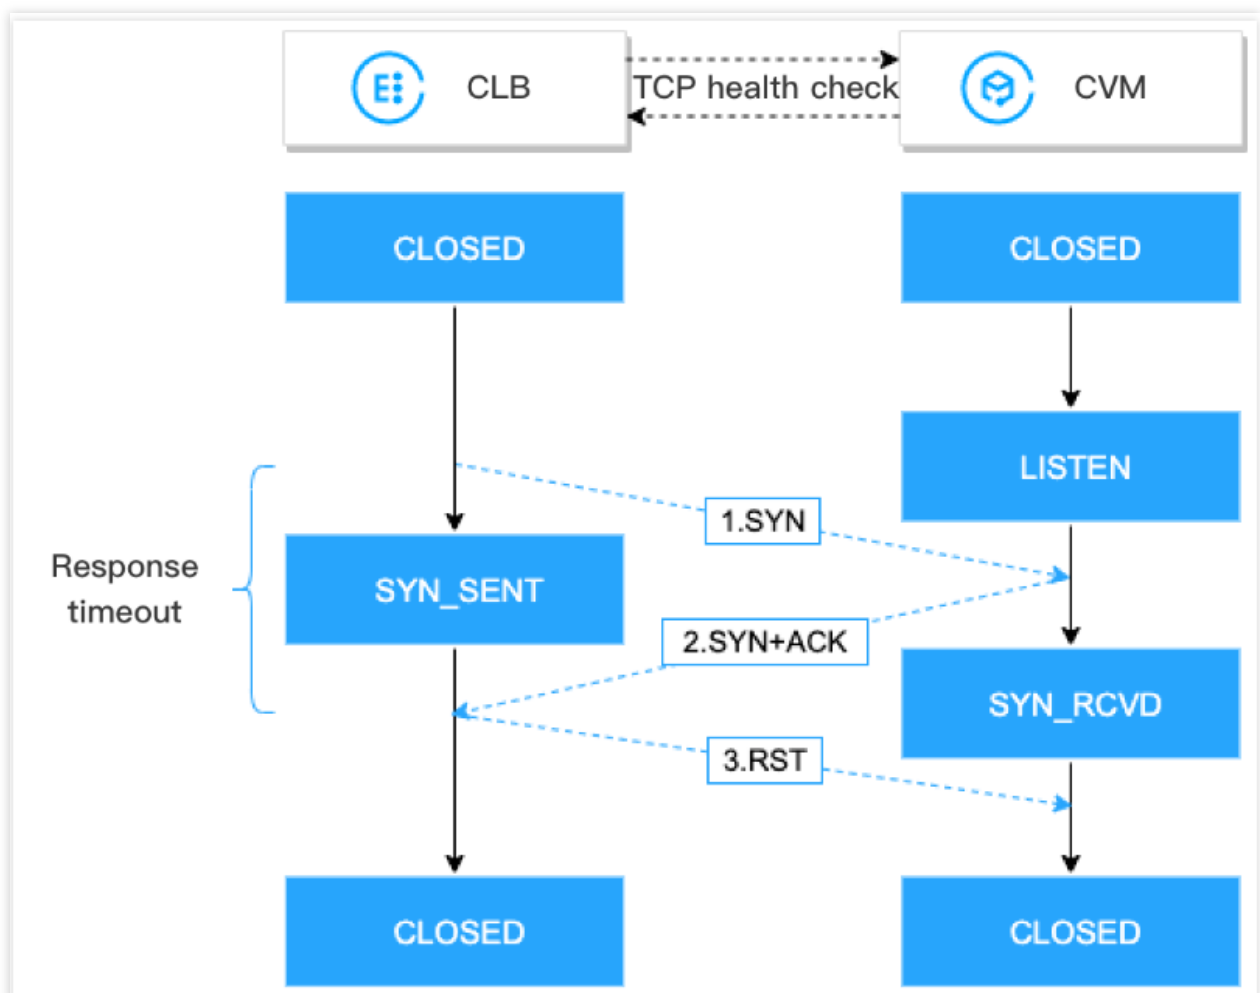 CLB
TCP health check
CVM
CLOSED
CLOSED
LISTEN
1.SYN
Response
timeout
SYN_SENT
2.SYN+ACK
SYN_RCVD
3.RST
CLOSED
CLOSED